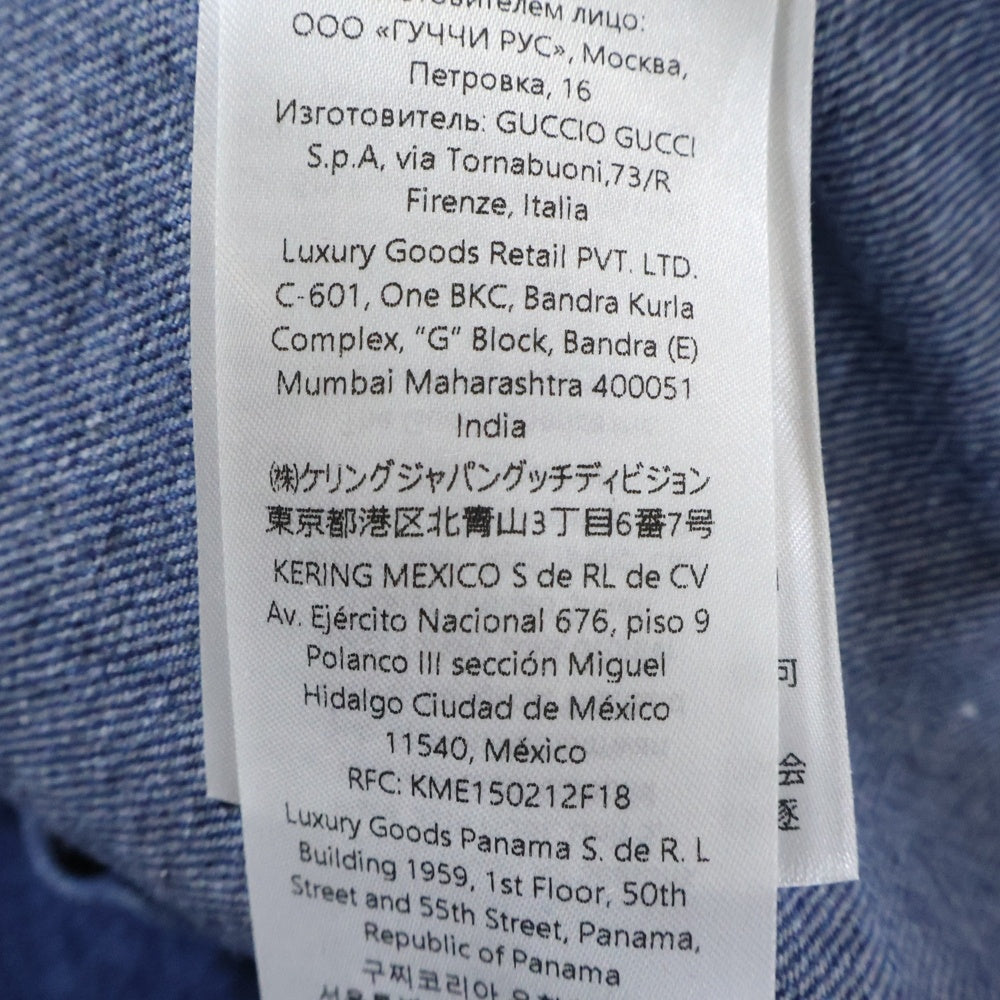 лицо:
ООО «ГУЧЧИ РУС», Москва,
Петровка, 16
Изготовитель: GUCCIO GUCCI
S.p.A, via Tornabuoni,73/R
Firenze, Italia
Luxury Goods Retail PVT. LTD.
C-601, One BKC, Bandra Kurla
Complex, “G” Block, Bandra (E)
Mumbai Maharashtra 400051
India
㈱ケリングジャパングッチディビジョン
東京都港区北青山3丁目6番7号
KERING MEXICO S de RL de CV
Av. Ejército Nacional 676, piso 9
Polanco III sección Miguel
Hidalgo Ciudad de México
11540, México
RFC: KME150212F18
Luxury Goods Panama S. de R. L
Building 1959, 1st Floor, 50th
Street and 55th Street, Panama,
Republic of Panama
구찌코리아
可
会
逐